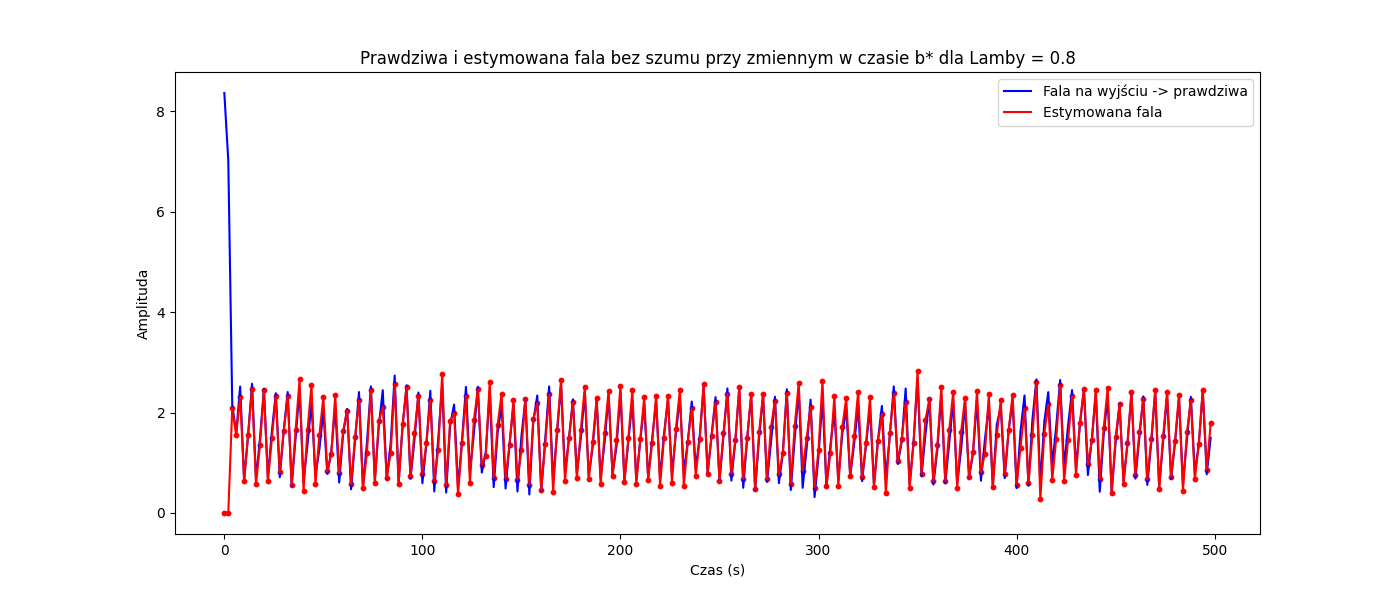 Prawdziwa i estymowana fala bez szumu przy zmiennym w czasie b* dla Lamby = 0.8
Fala na wyjściu -> prawdziwa
Estymowana fala
Amplituda
8
6
4
2
0
0 100 200 300 400 500
Czas (s)